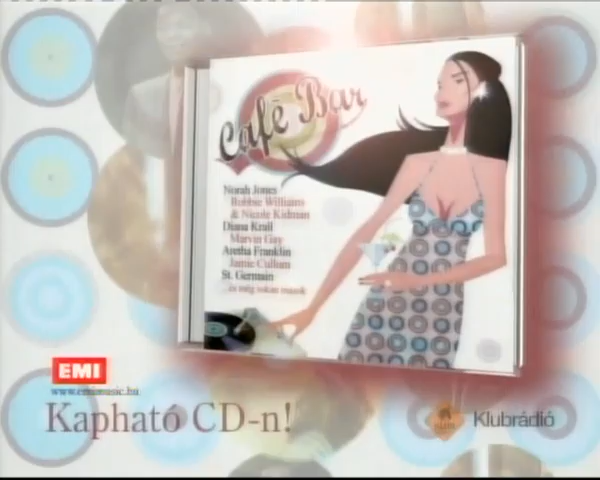 Café Bar
Norah Jones
Robbie Williams
& Nicole Kidman
Diana Krall
Marvin Gay
Aretha Franklin
Jamie Cullum
St. Germain
...és még sokan mások
EMI
www.emimusic.hu
Kapható CD-n!
Klubrádió